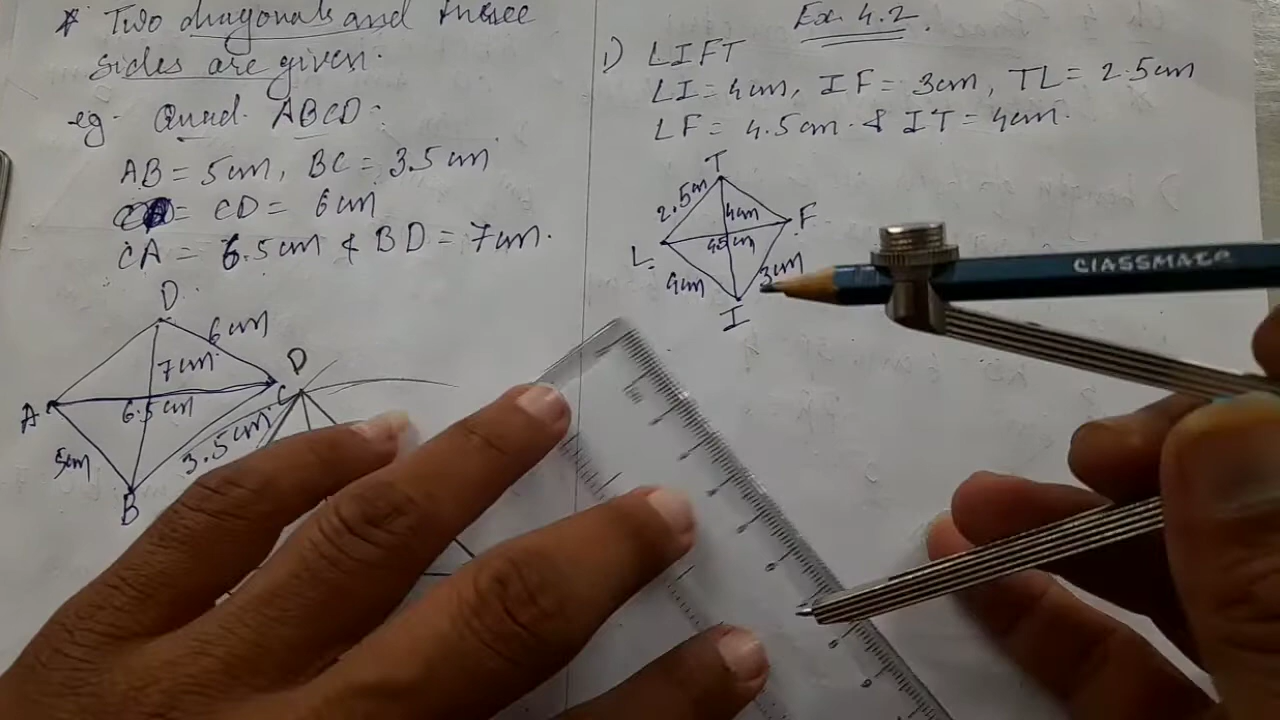 * Two diagonals and three
sides are given.
eg. Quad. ABCD:
AB = 5cm, BC = 3.5cm
= CD = 6cm
CA = 6.5cm & BD = 7cm.
D
6cm
7cm
A
6.5cm
C
5cm
3.5cm
B
D
Ex. 4.2.
1) LIFT
LI = 4cm, IF = 3cm, TL = 2.5cm
LF = 4.5cm & IT = 4cm.
T
2.5cm
4cm
F
L
4.5cm
4cm
3cm
I
CLASSMATE